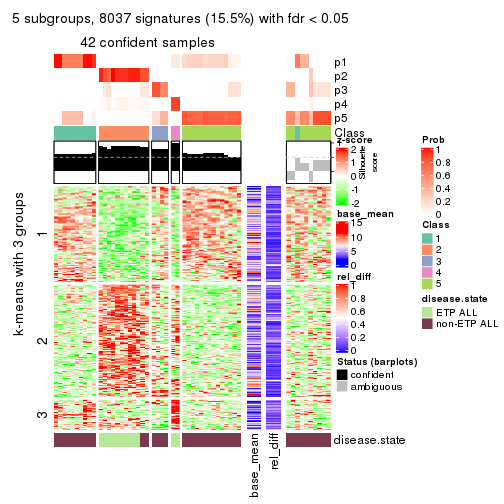 5 subgroups, 8037 signatures (15.5%) with fdr < 0.05
42 confident samples
p1
p2
p3
p4
p5
Class
z-score
2
1
0
-1
-2
Silhouette
score
base_mean
15
10
5
0
rel_diff
1
0.8
0.6
0.4
0.2
0
Status (barplots)
confident
ambiguous
Prob
1
0.8
0.6
0.4
0.2
0
Class
1
2
3
4
5
disease.state
ETP ALL
non-ETP ALL
k-means with 3 groups
1
2
3
disease.state
base_mean
rel_diff